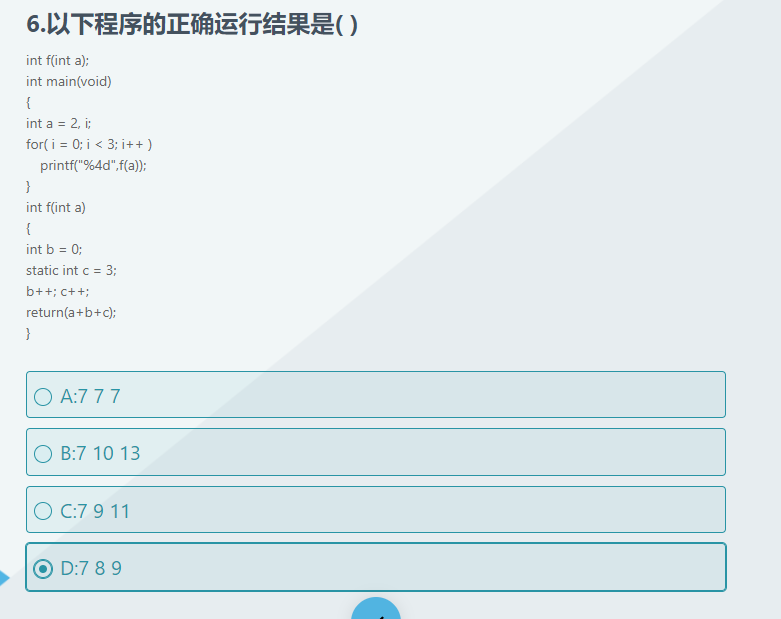 6.以下程序的正确运行结果是( )
int f(int a);
int main(void)
{
int a = 2, i;
for( i = 0; i < 3; i++ )
printf("%4d",f(a));
}
int f(int a)
{
int b = 0;
static int c = 3;
b++; c++;
return(a+b+c);
}
A:7 7 7
B:7 10 13
C:7 9 11
D:7 8 9